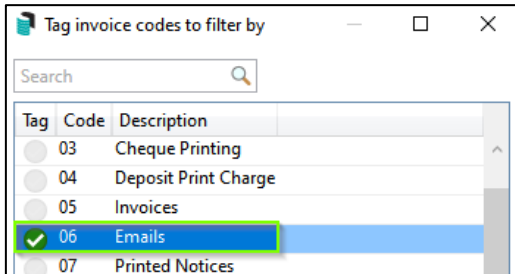 Tag invoice codes to filter by
Search
Tag Code Description
03 Cheque Printing
04 Deposit Print Charge
05 Invoices
06 Emails
07 Printed Notices